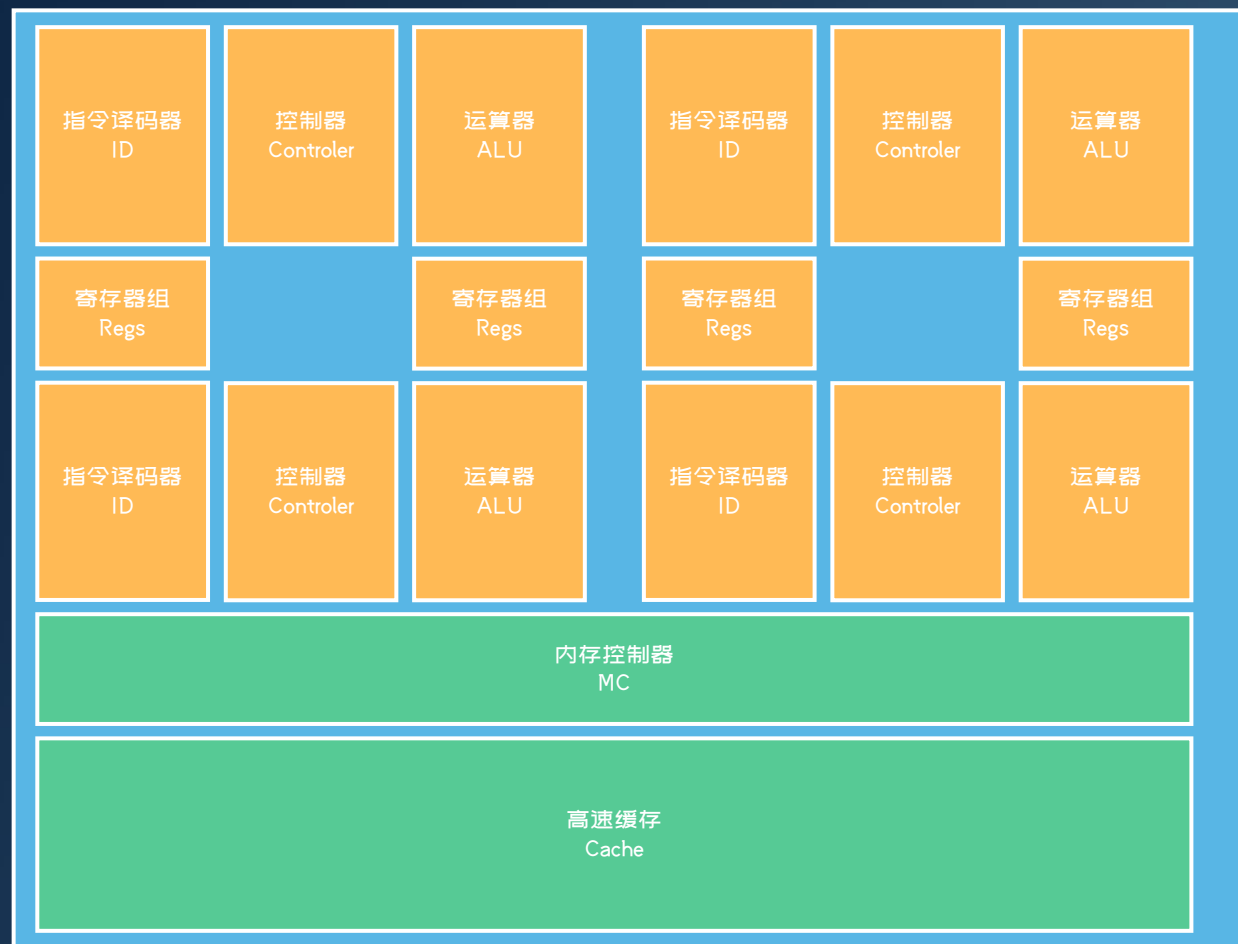 指令译码器
ID
控制器
Controler
运算器
ALU
指令译码器
ID
控制器
Controler
运算器
ALU
寄存器组
Regs
寄存器组
Regs
寄存器组
Regs
寄存器组
Regs
指令译码器
ID
控制器
Controler
运算器
ALU
指令译码器
ID
控制器
Controler
运算器
ALU
内存控制器
MC
高速缓存
Cache